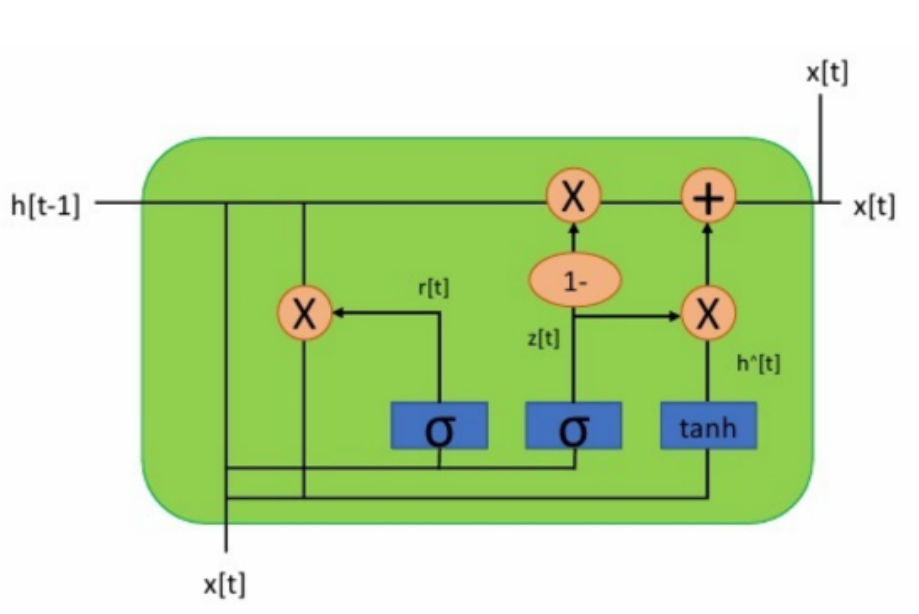 x[t]
h[t-1]
X
+
x[t]
1-
r[t]
X
X
z[t]
h^[t]
σ
σ
tanh
x[t]